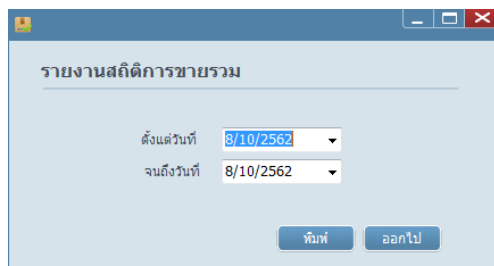 รายงานสถิติการขายรวม
ตั้งแต่วันที่ 8/10/2562
จนถึงวันที่ 8/10/2562
พิมพ์ ออกไป